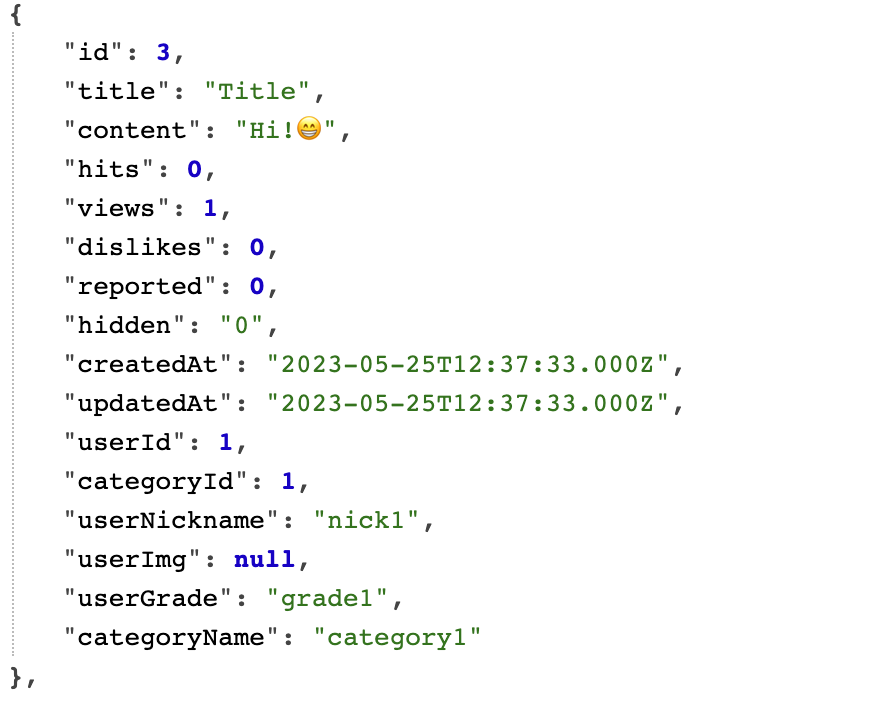 {
    "id": 3,
    "title": "Title",
    "content": "Hi!😁",
    "hits": 0,
    "views": 1,
    "dislikes": 0,
    "reported": 0,
    "hidden": "0",
    "createdAt": "2023-05-25T12:37:33.000Z",
    "updatedAt": "2023-05-25T12:37:33.000Z",
    "userId": 1,
    "categoryId": 1,
    "userNickname": "nick1",
    "userImg": null,
    "userGrade": "grade1",
    "categoryName": "category1"
},